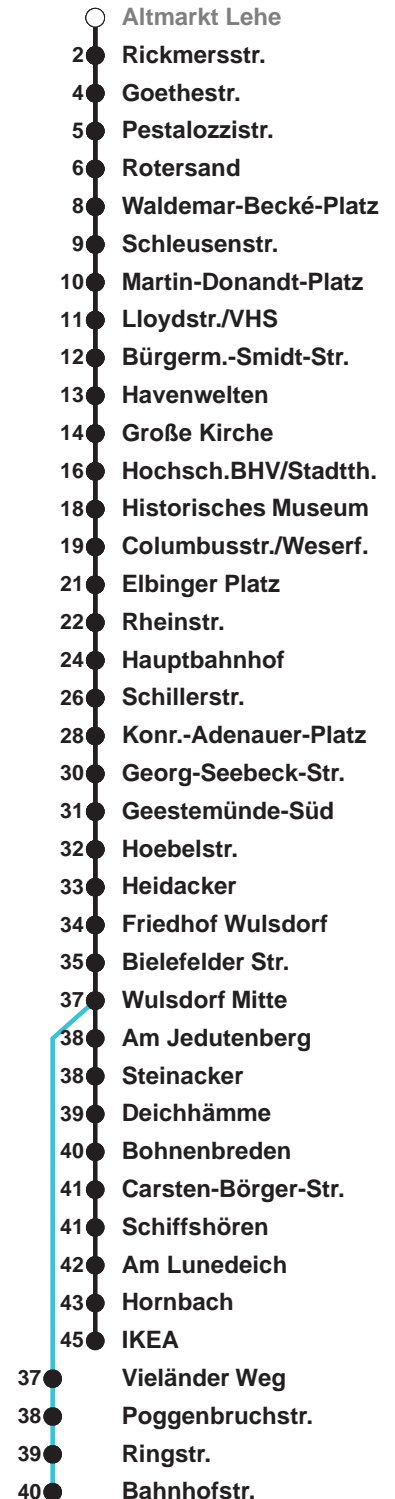 Altmarkt Lehe
2 Rickmersstr.
4 Goethestr.
5 Pestalozzistr.
6 Rotersand
8 Waldemar-Becké-Platz
9 Schleusenstr.
10 Martin-Donandt-Platz
11 Lloydstr./VHS
12 Bürgerm.-Smidt-Str.
13 Havenwelten
14 Große Kirche
16 Hochsch.BHV/Stadtth.
18 Historisches Museum
19 Columbusstr./Weserf.
21 Elbinger Platz
22 Rheinstr.
24 Hauptbahnhof
26 Schillerstr.
28 Konr.-Adenauer-Platz
30 Georg-Seebeck-Str.
31 Geestemünde-Süd
32 Hoebelstr.
33 Heidacker
34 Friedhof Wulsdorf
35 Bielefelder Str.
37 Wulsdorf Mitte
38 Am Jedutenberg
38 Steinacker
39 Deichhämme
40 Bohnenbreden
41 Carsten-Börger-Str.
41 Schiffshören
42 Am Lunedeich
43 Hornbach
45 IKEA
37 Vieländer Weg
38 Poggenbruchstr.
39 Ringstr.
40 Bahnhofstr.